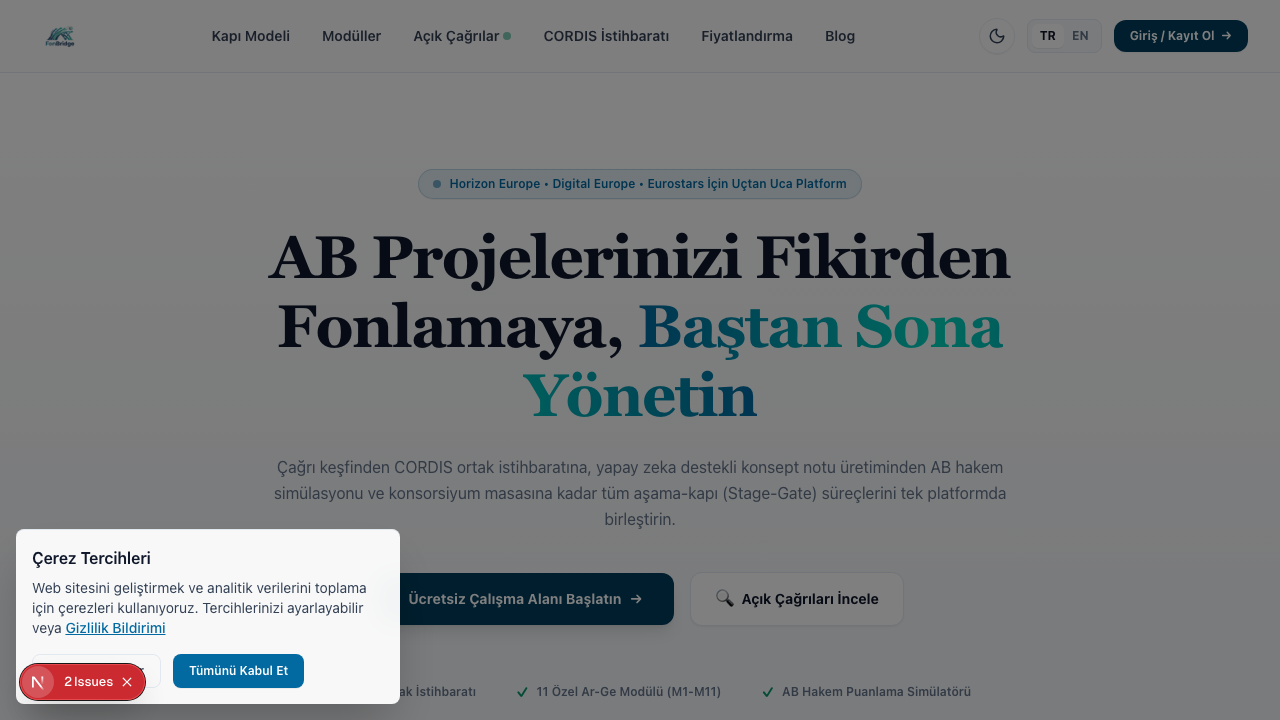 FonBridge
Kapı Modeli
Modüller
Açık Çağrılar
CORDIS İstihbaratı
Fiyatlandırma
Blog
TR
EN
Giriş / Kayıt Ol →
Horizon Europe • Digital Europe • Eurostars İçin Uçtan Uca Platform
AB Projelerinizi Fikirden
Fonlamaya, Baştan Sona
Yönetin
Çağrı keşfinden CORDIS ortak istihbaratına, yapay zeka destekli konsept notu üretiminden AB hakem
simülasyonu ve konsorsiyum masasına kadar tüm aşama-kapı (Stage-Gate) süreçlerini tek platformda
birleştirin.
Ücretsiz Çalışma Alanı Başlatın →
Açık Çağrıları İncele
ak İstihbaratı
11 Özel Ar-Ge Modülü (M1-M11)
AB Hakem Puanlama Simülatörü
Çerez Tercihleri
Web sitesini geliştirmek ve analitik verilerini toplama
için çerezleri kullanıyoruz. Tercihlerinizi ayarlayabilir
veya Gizlilik Bildirimi
Tümünü Kabul Et
N
2 Issues